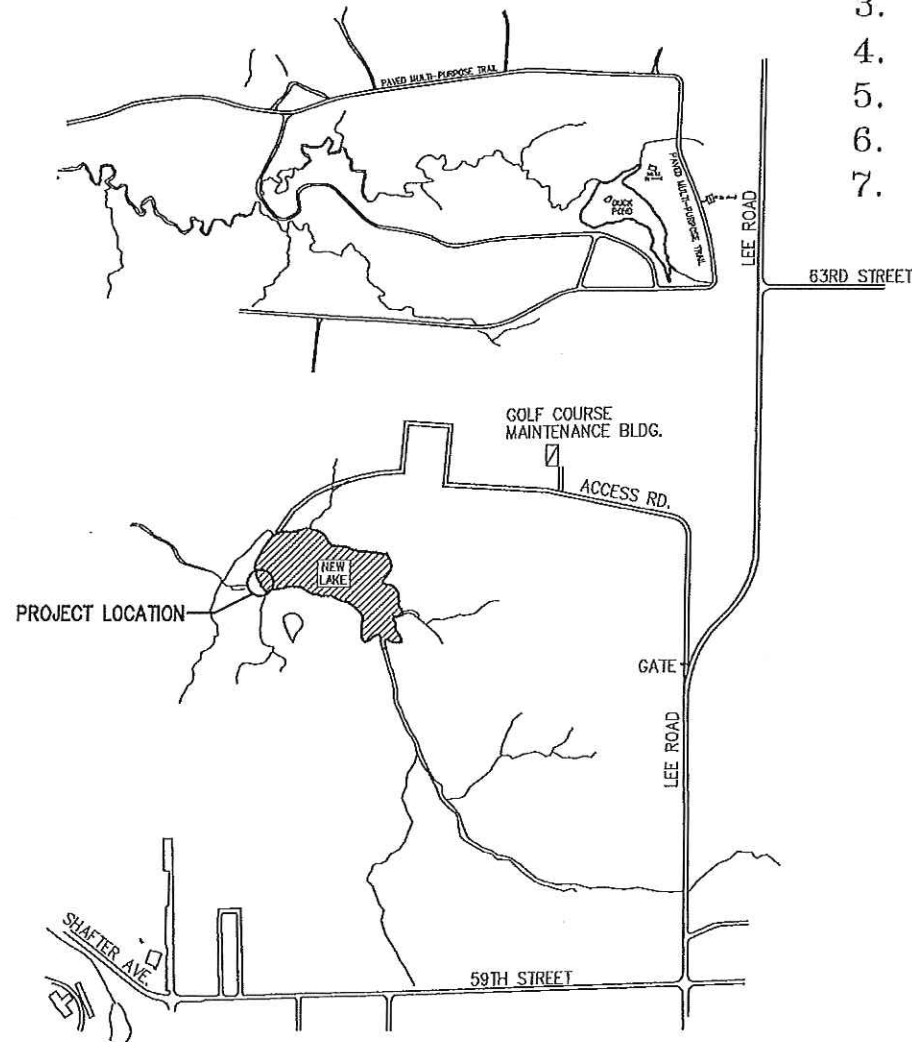 3.
4.
5.
6.
7.
PAVED MULTI-PURPOSE TRAIL
DUCK
POND
PAVED MULTI-PURPOSE TRAIL
LEE ROAD
63RD STREET
GOLF COURSE
MAINTENANCE BLDG.
ACCESS RD.
NEW
LAKE
PROJECT LOCATION
GATE
LEE ROAD
SHAFTER AVE.
59TH STREET